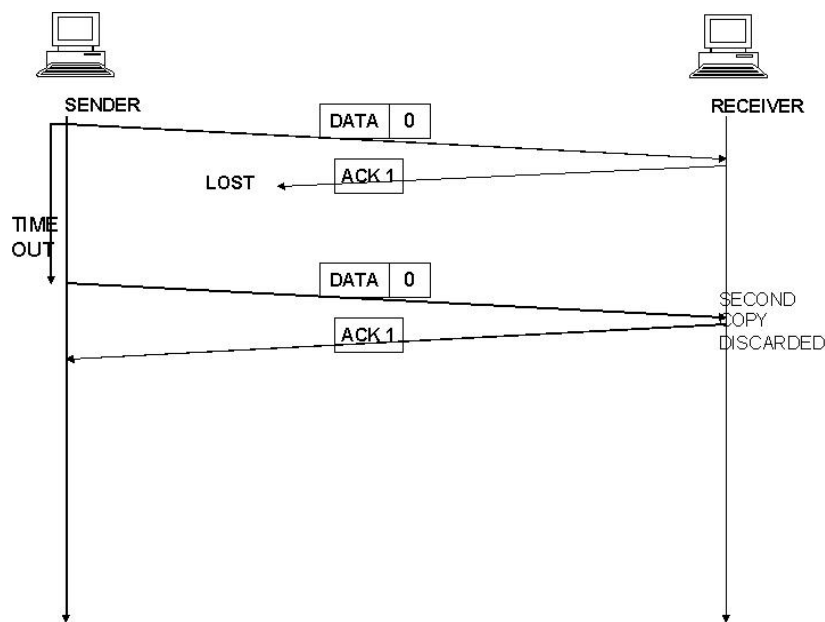 SENDER
RECEIVER
DATA 0
ACK 1
LOST
TIME
OUT
DATA 0
SECOND
COPY
DISCARDED
ACK 1